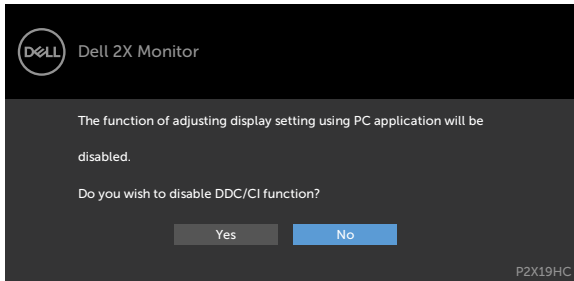 DELL
Dell 2X Monitor
The function of adjusting display setting using PC application will be
disabled.
Do you wish to disable DDC/CI function?
Yes
No
P2X19HC